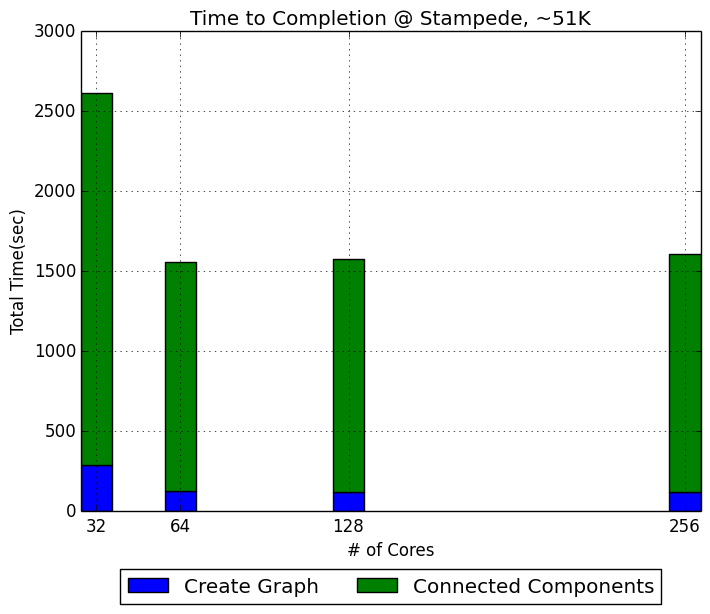 Time to Completion @ Stampede, ~51K
3000
2500
2000
1500
1000
500
0
Total Time(sec)
32 64 128 256
# of Cores
Create Graph Connected Components